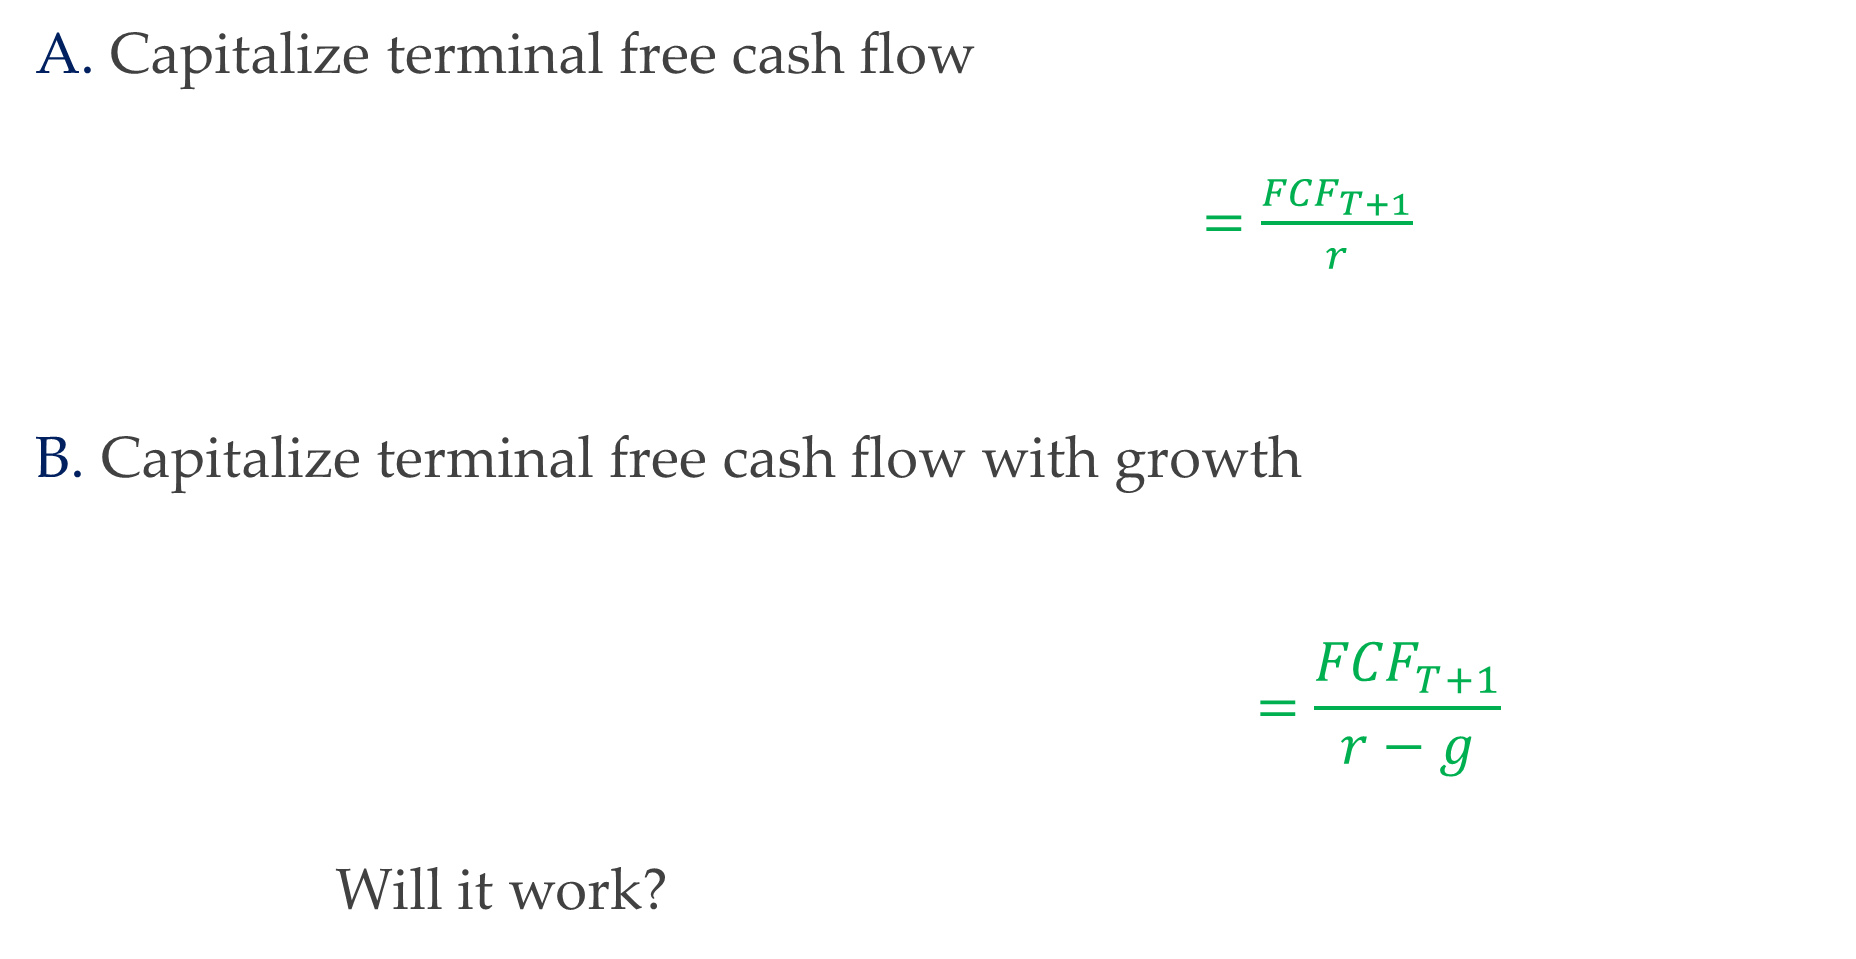 A. Capitalize terminal free cash flow
= FCF_{T+1} / r
B. Capitalize terminal free cash flow with growth
= FCF_{T+1} / r − g
Will it work?